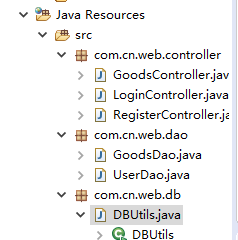 Java Resources
src
com.cn.web.controller
GoodsController.jav
LoginController.java
RegisterController.ja
com.cn.web.dao
GoodsDao.java
UserDao.java
com.cn.web.db
DBUtils.java
DBUtils